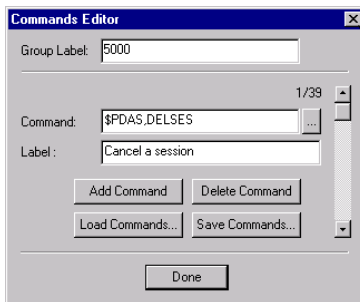 Commands Editor
Group Label: 5000
1/39
Command: $PDAS,DELSES ...
Label : Cancel a session
Add Command Delete Command
Load Commands... Save Commands...
Done